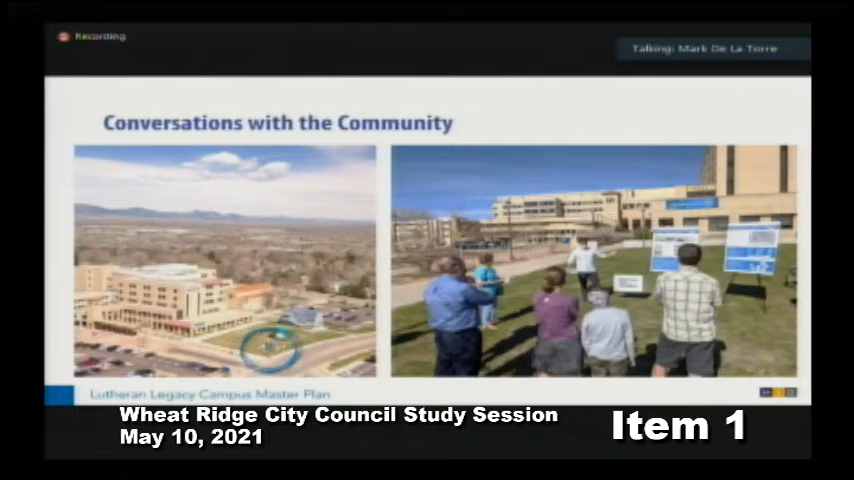 Recording
Talking: Mark De La Torre
Conversations with the Community
Lutheran Legacy Campus Master Plan
Wheat Ridge City Council Study Session
May 10, 2021
Item 1